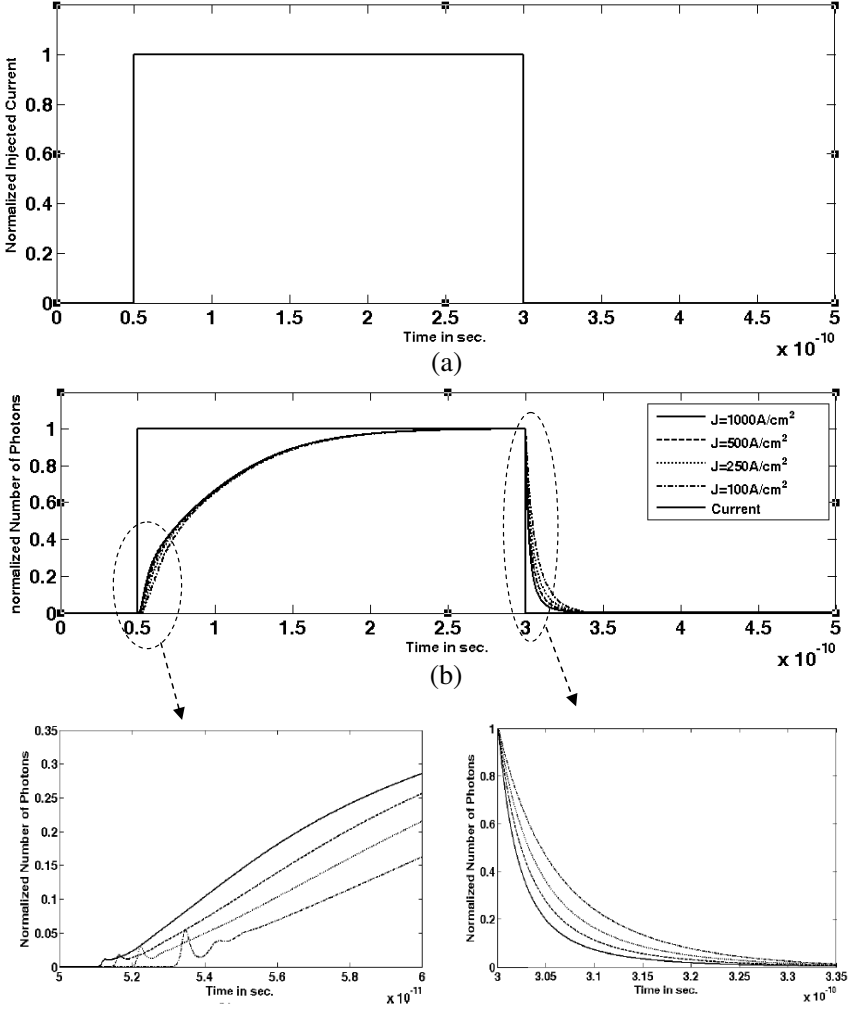 Normalized Injected Current
1
0.8
0.6
0.4
0.2
0
0 0.5 1 1.5 2 2.5 3 3.5 4 4.5 5
Time in sec.
x 10^-10
(a)
normalized Number of Photons
1
0.8
0.6
0.4
0.2
0
J=1000A/cm²
J=500A/cm²
J=250A/cm²
J=100A/cm²
Current
0 0.5 1 1.5 2 2.5 3 3.5 4 4.5 5
Time in sec.
x 10^-10
(b)
Normalized Number of Photons
0.35
0.3
0.25
0.2
0.15
0.1
0.05
0
5 5.2 5.4 5.6 5.8 6
Time in sec.
x 10^-11
Normalized Number of Photons
1
0.8
0.6
0.4
0.2
0
3 3.05 3.1 3.15 3.2 3.25 3.3 3.35
Time in sec.
x 10^-10